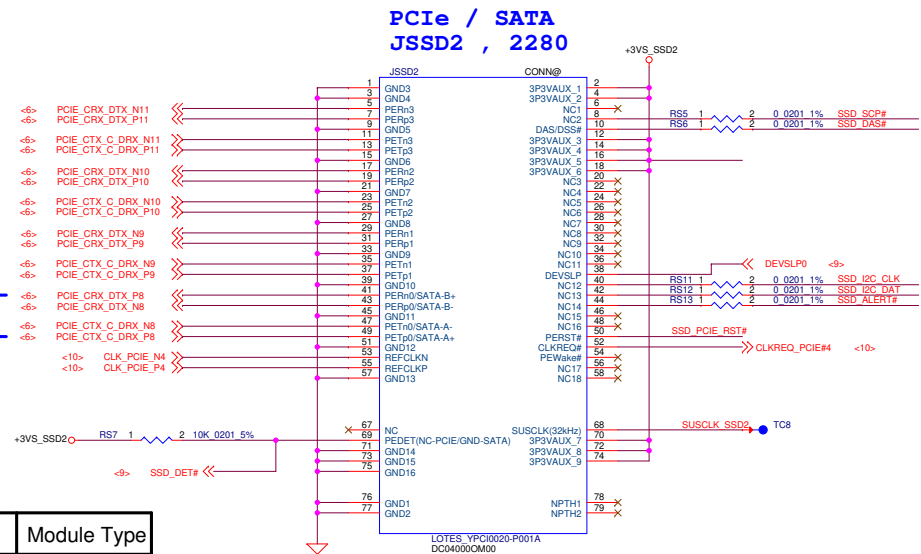 PCIe / SATA
JSSD2 , 2280
+3VS_SSD2
JSSD2 CONN@
1 GND3 3P3VAUX_1 2
3 GND4 3P3VAUX_2 4
<6> PCIE_CRX_DTX_N11 5 PERn3 NC1 6
<6> PCIE_CRX_DTX_P11 7 PERp3 NC2 8 RS5 1 2 0_0201_1% SSD_SCP#
9 GND5 DAS/DSS# 10 RS6 1 2 0_0201_1% SSD_DAS#
<6> PCIE_CTX_C_DRX_N11 11 PETn3 3P3VAUX_3 12
<6> PCIE_CTX_C_DRX_P11 13 PETp3 3P3VAUX_4 14
15 GND6 3P3VAUX_5 16
<6> PCIE_CRX_DTX_N10 17 PERn2 3P3VAUX_6 18
<6> PCIE_CRX_DTX_P10 19 PERp2 NC3 20
21 GND7 NC4 22
<6> PCIE_CTX_C_DRX_N10 23 PETn2 NC5 24
<6> PCIE_CTX_C_DRX_P10 25 PETp2 NC6 26
27 GND8 NC7 28
<6> PCIE_CRX_DTX_N9 29 PERn1 NC8 30
<6> PCIE_CRX_DTX_P9 31 PERp1 NC9 32
33 GND9 NC10 34
<6> PCIE_CTX_C_DRX_N9 35 PETn1 NC11 36 DEVSLP0 <9>
<6> PCIE_CTX_C_DRX_P9 37 PETp1 DEVSLP 38
39 GND10 NC12 40 RS11 1 2 0_0201_1% SSD_I2C_CLK
<6> PCIE_CRX_DTX_P8 41 PERn0/SATA-B+ NC13 42 RS12 1 2 0_0201_1% SSD_I2C_DAT
<6> PCIE_CRX_DTX_N8 43 PERp0/SATA-B- NC14 44 RS13 1 2 0_0201_1% SSD_ALERT#
45 GND11 NC15 46
<6> PCIE_CTX_C_DRX_N8 47 PETn0/SATA-A- NC16 48
<6> PCIE_CTX_C_DRX_P8 49 PETp0/SATA-A+ PERST# 50 SSD_PCIE_RST#
51 GND12 CLKREQ# 52 CLKREQ_PCIE#4 <10>
<10> CLK_PCIE_N4 53 REFCLKN PEWake# 54
<10> CLK_PCIE_P4 55 REFCLKP NC17 56
57 GND13 NC18 58
67 NC SUSCLK(32kHz) 68 SUSCLK_SSD2 TC8
+3VS_SSD2 RS7 1 2 10K_0201_5% 69 PEDET(NC-PCIE/GND-SATA) 3P3VAUX_7 70
71 GND14 3P3VAUX_8 72
73 GND15 3P3VAUX_9 74
<9> SSD_DET# 75 GND16
76 GND1 NPTH1 78
77 GND2 NPTH2 79
LOTES_YPCI0020-P001A
DC04000OM00
Module Type